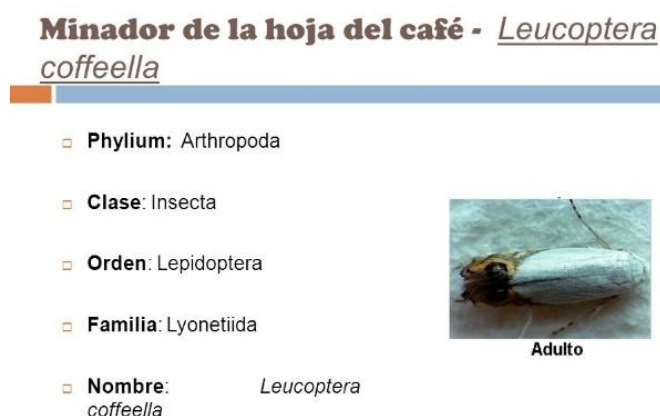 Minador de la hoja del café - Leucoptera
coffeella
Phylium: Arthropoda
Clase: Insecta
Orden: Lepidoptera
Familia: Lyonetiida
Nombre: Leucoptera
coffeella
Adulto